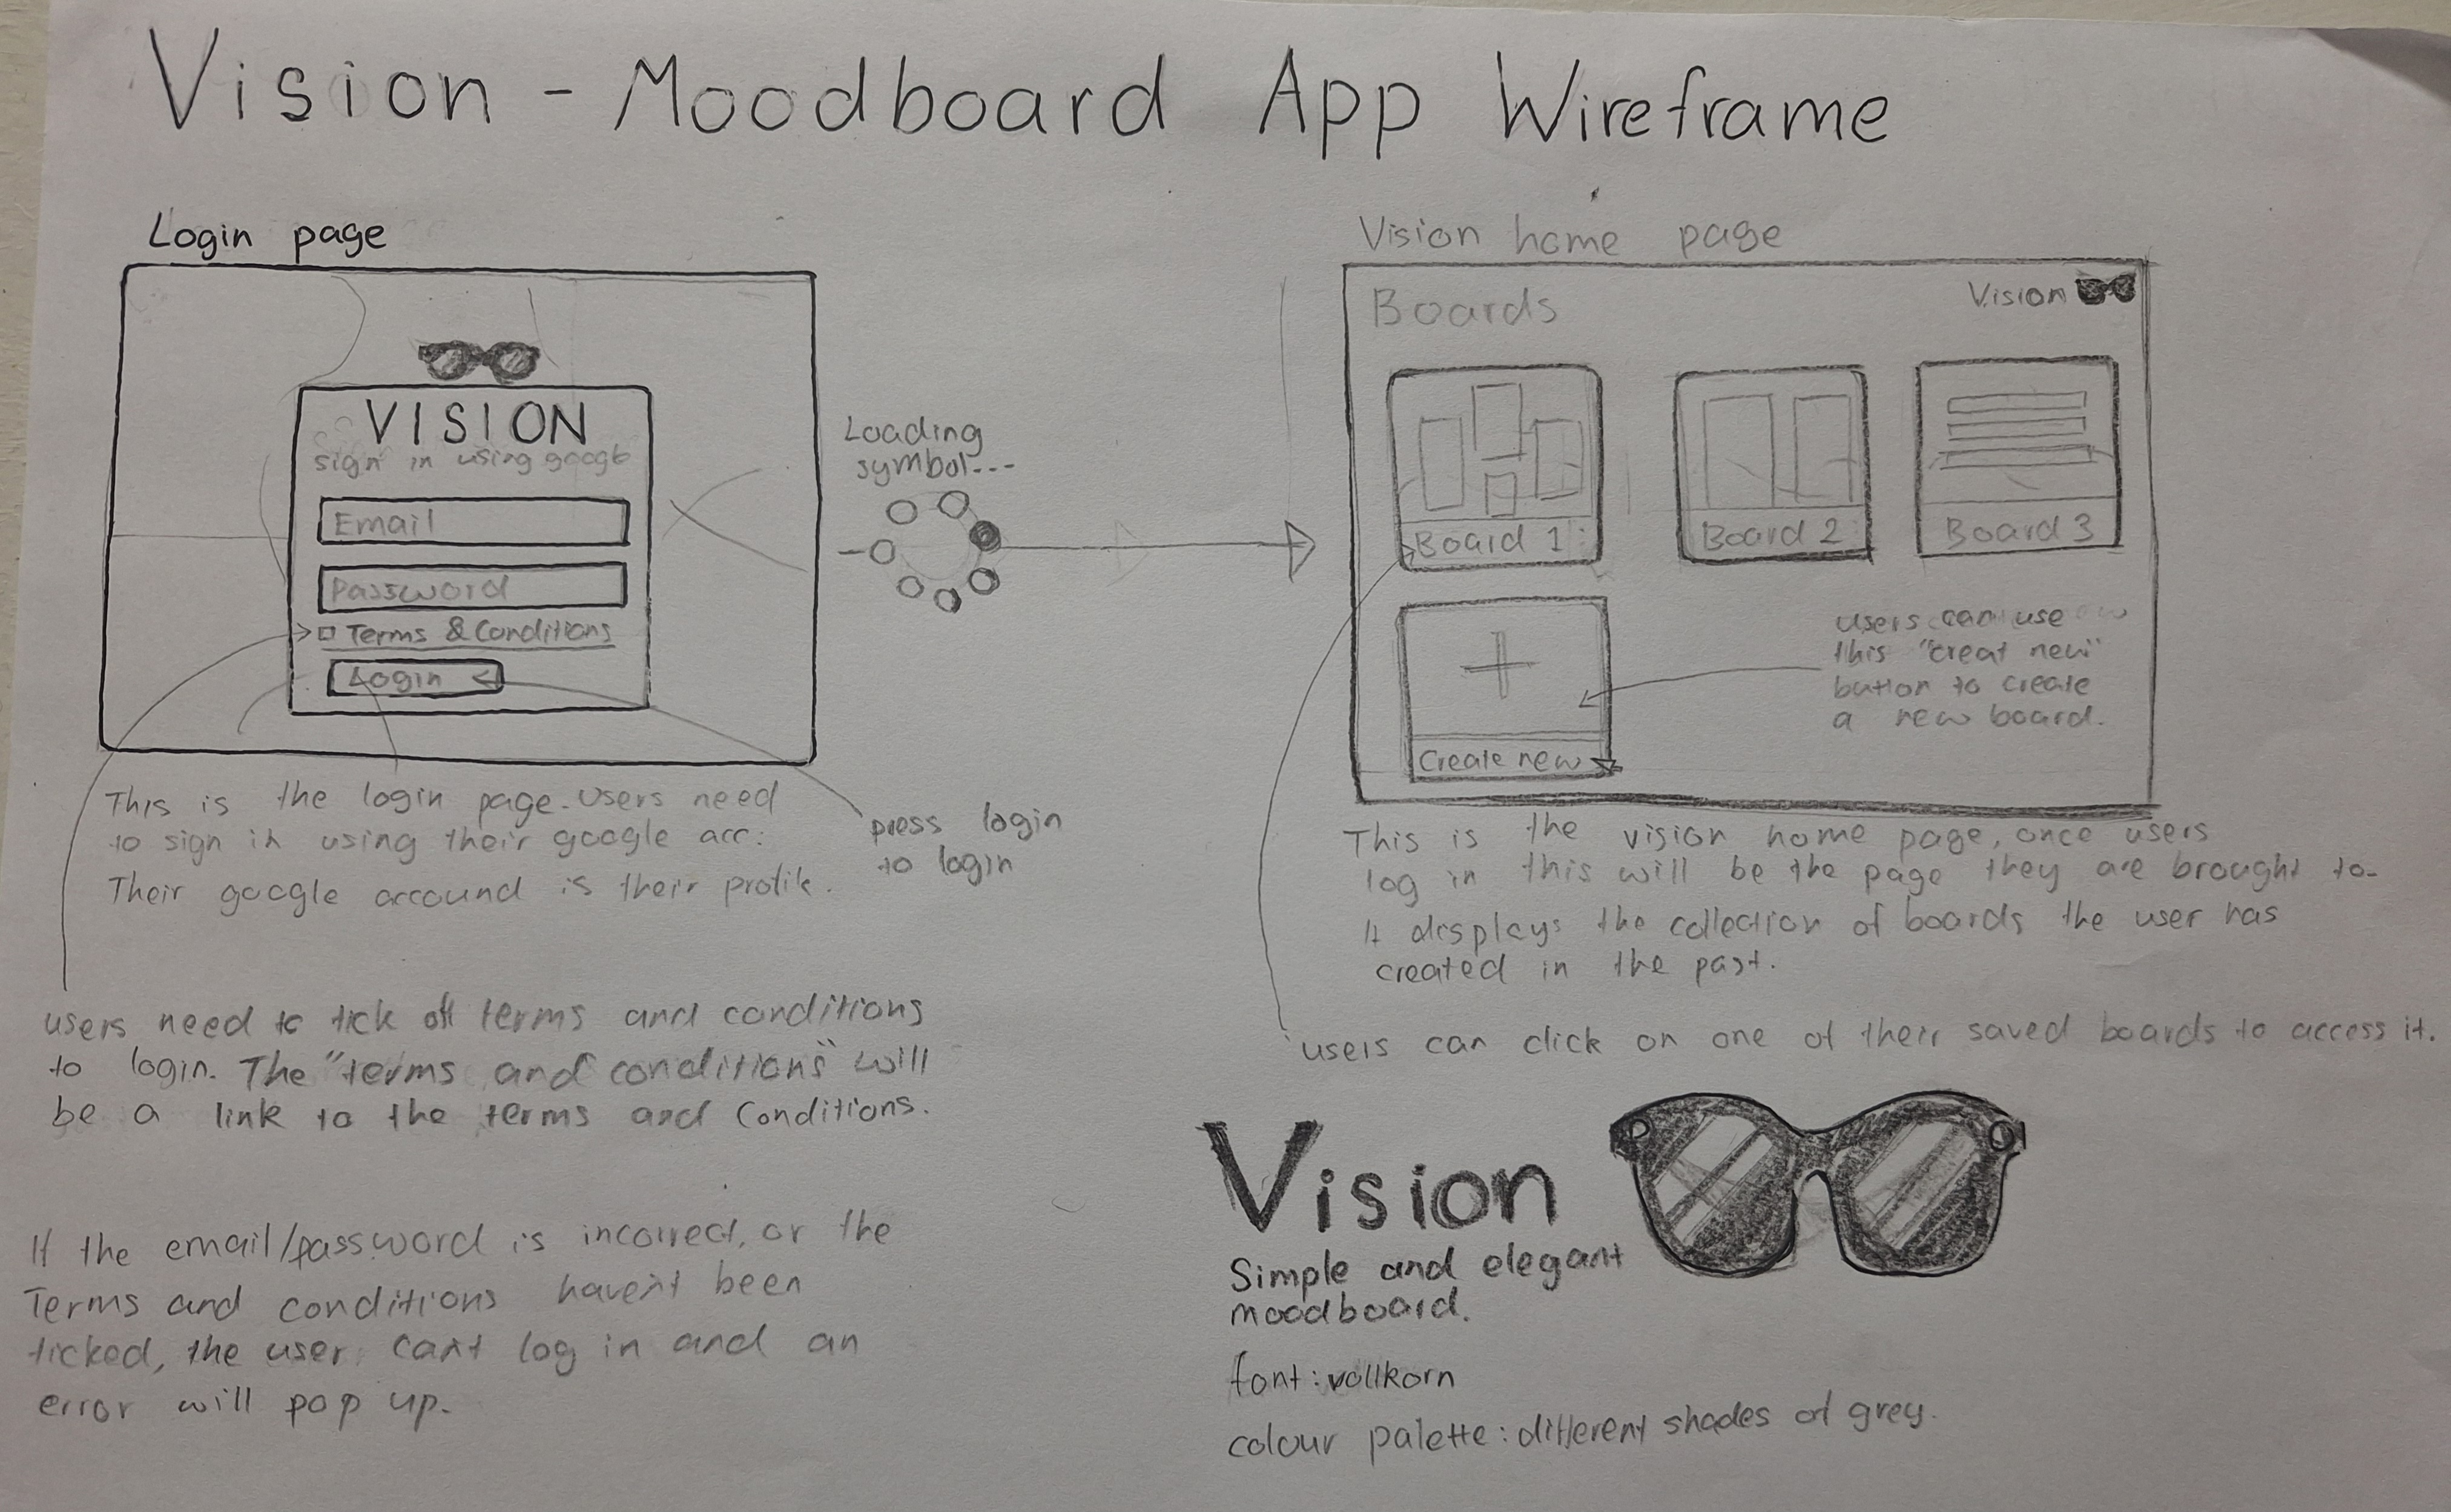 Vision - Moodboard App Wireframe
Login page
VISION
sign in using google
Email
Password
Terms & Conditions
Login
This is the login page. Users need
to sign in using their google acc.
Their google accound is their profile.
press login
to login
users need to tick off terms and conditions
to login. The "terms and conditions" will
be a link to the terms and conditions.
If the email/password is incorrect, or the
Terms and conditions haven't been
ticked, the user can't log in and an
error will pop up.
Loading
symbol---
Vision home page
Boards
Vision
Board 1
Board 2
Board 3
Create new
users can use
this "creat new"
button to create
a new board.
This is the vision home page, once users
log in this will be the page they are brought to.
It displays the collection of boards the user has
created in the past.
users can click on one of their saved boards to access it.
Vision
Simple and elegant
moodboard.
font: vollkorn
colour palette: different shades of grey.